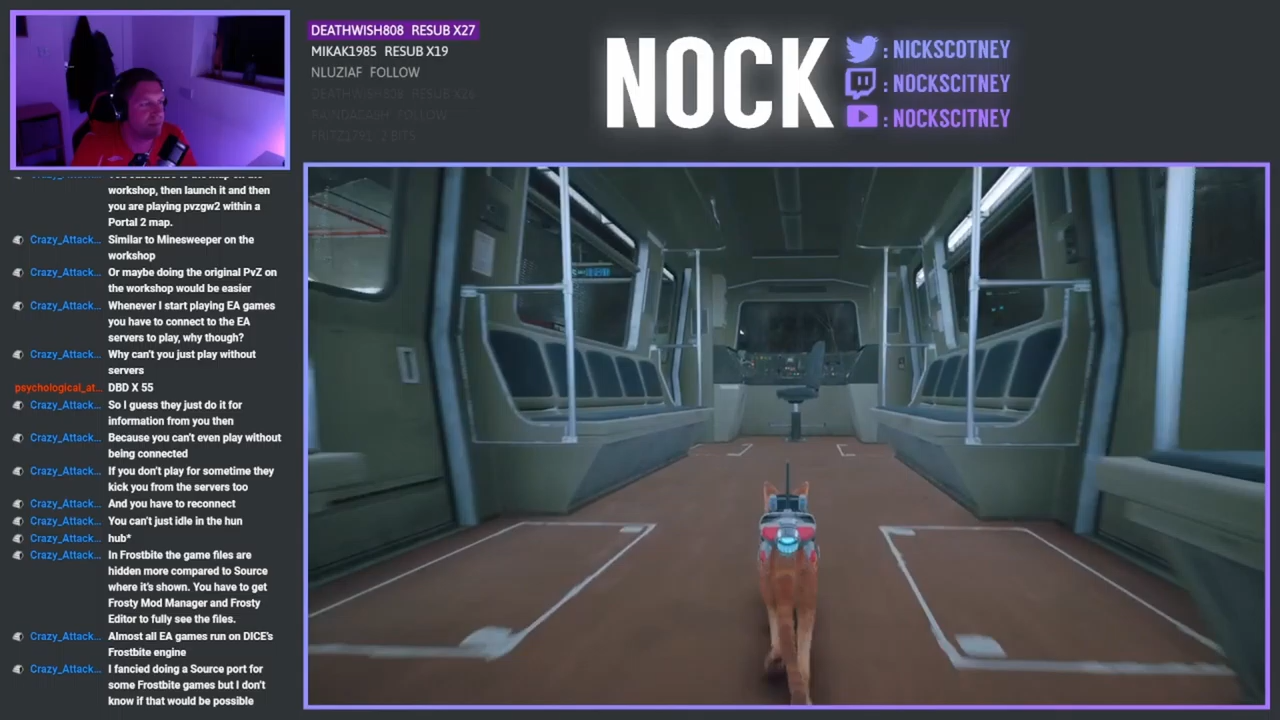 DEATHWISH808 RESUB X27
MIKAK1985 RESUB X19
NLUZIAF FOLLOW
DEATHWISH808 RESUB X26
FRITZ1791 2 BITS
NOCK
: NICKSCOTNEY
: NOCKSCITNEY
: NOCKSCITNEY
workshop, then launch it and then
you are playing pvzgw2 within a
Portal 2 map.
Crazy_Attack... Similar to Minesweeper on the
workshop
Crazy_Attack... Or maybe doing the original PvZ on
the workshop would be easier
Crazy_Attack... Whenever I start playing EA games
you have to connect to the EA
servers to play, why though?
Crazy_Attack... Why can't you just play without
servers
psychological_at... DBD X 55
Crazy_Attack... So I guess they just do it for
information from you then
Crazy_Attack... Because you can't even play without
being connected
Crazy_Attack... If you don't play for sometime they
kick you from the servers too
Crazy_Attack... And you have to reconnect
Crazy_Attack... You can't just idle in the hun
Crazy_Attack... hub*
Crazy_Attack... In Frostbite the game files are
hidden more compared to Source
where it's shown. You have to get
Frosty Mod Manager and Frosty
Editor to fully see the files.
Crazy_Attack... Almost all EA games run on DICE's
Frostbite engine
Crazy_Attack... I fancied doing a Source port for
some Frostbite games but I don't
know if that would be possible